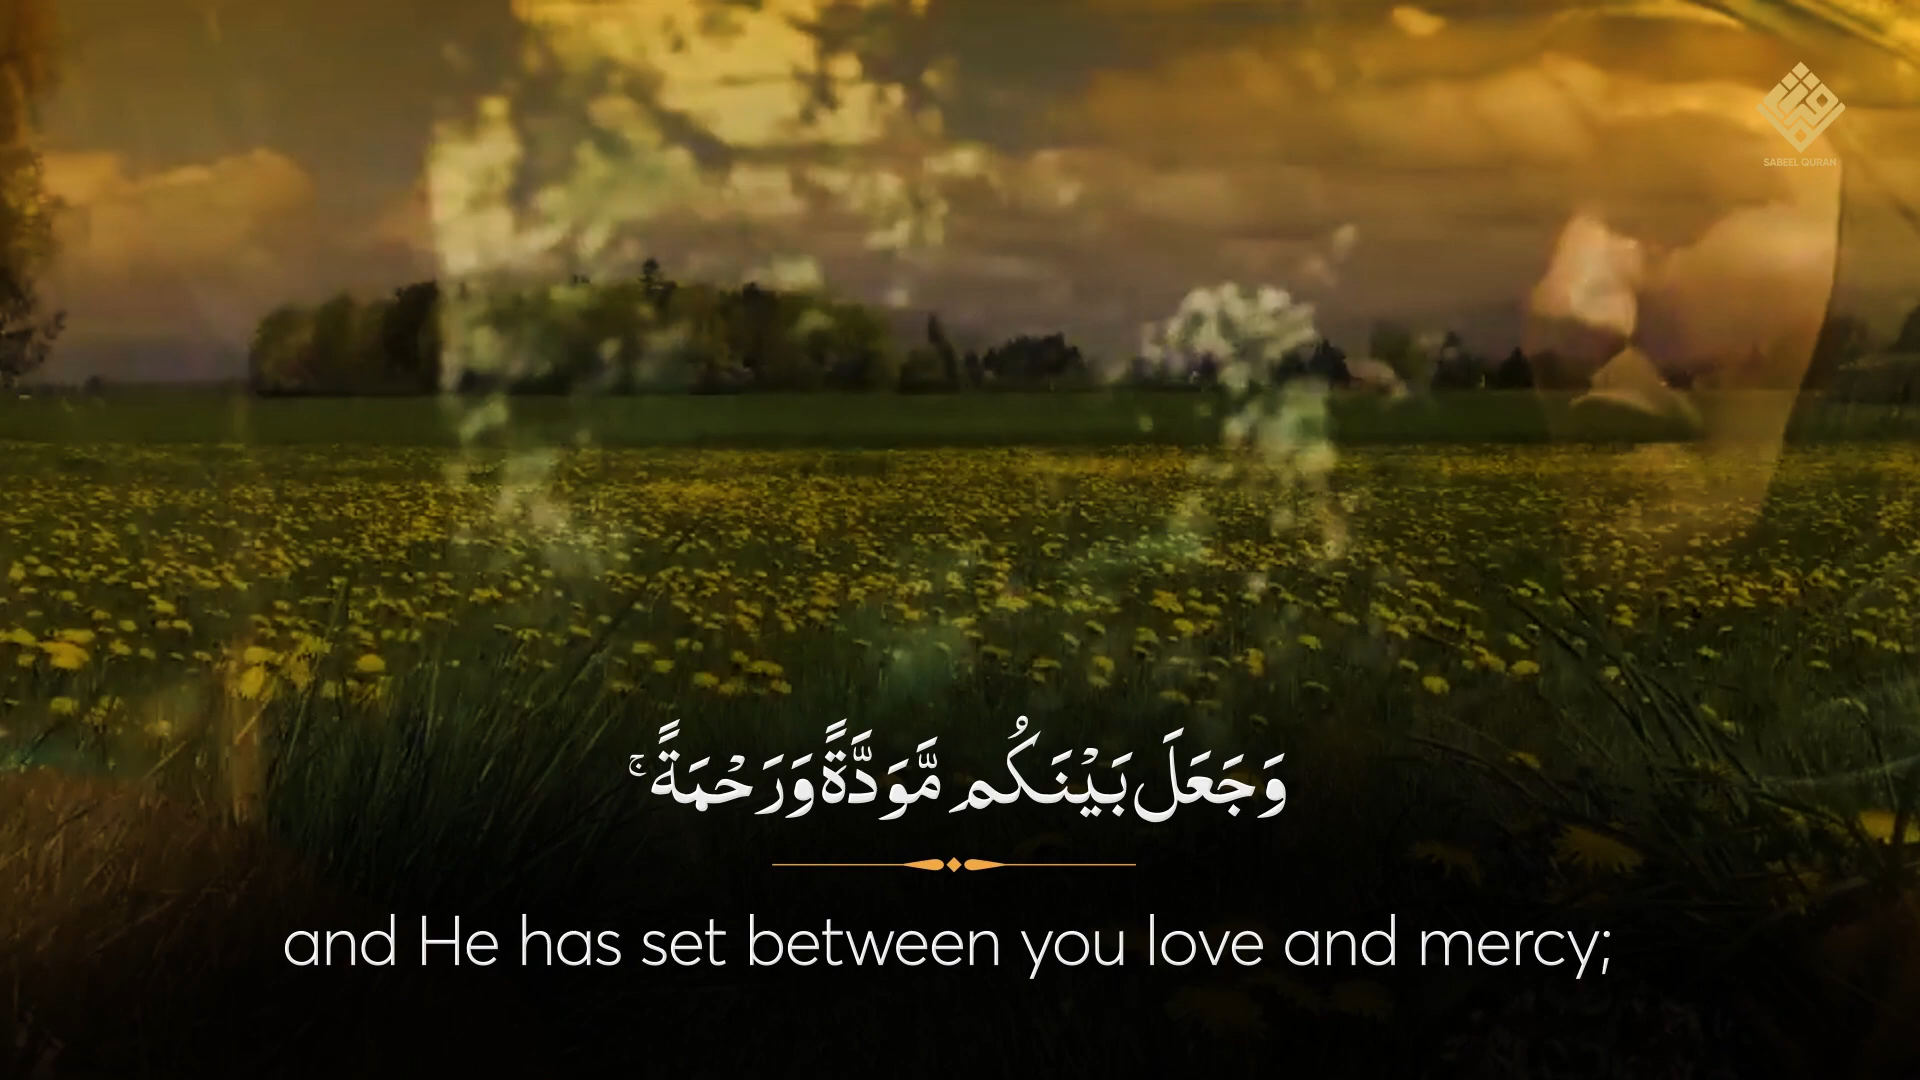 SABEEL QURAN
وَجَعَلَ بَيْنَكُم مَّوَدَّةً وَرَحْمَةً ۚ
and He has set between you love and mercy;